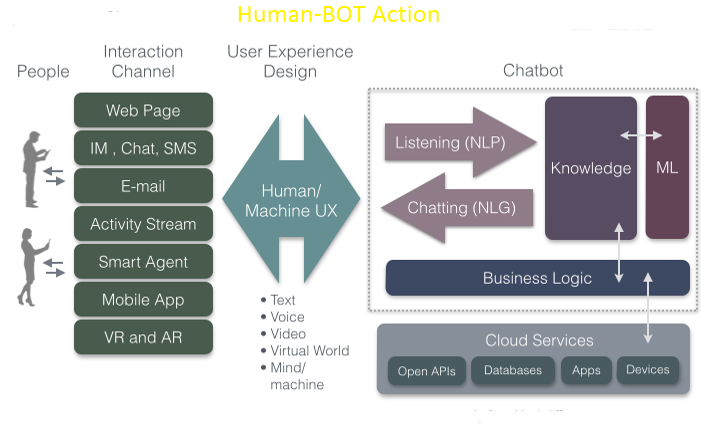 Human-BOT Action
People
Interaction
Channel
User Experience
Design
Chatbot
Web Page
IM , Chat, SMS
E-mail
Activity Stream
Smart Agent
Mobile App
VR and AR
Human/
Machine UX
• Text
• Voice
• Video
• Virtual World
• Mind/
machine
Listening (NLP)
Chatting (NLG)
Knowledge
ML
Business Logic
Cloud Services
Open APIs
Databases
Apps
Devices